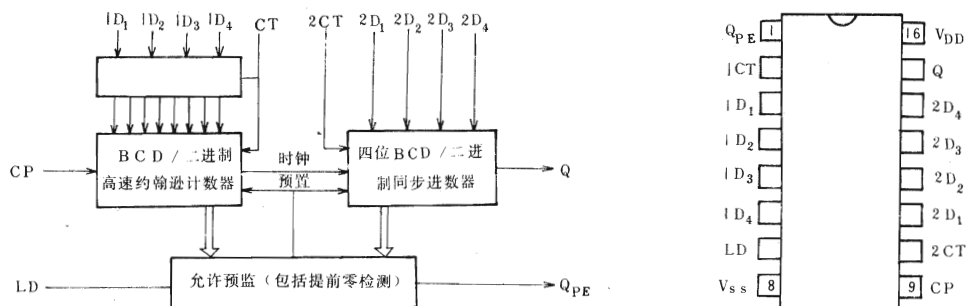 1D1 1D2 1D3 1D4 CT 2CT 2D1 2D2 2D3 2D4
BCD/二进制
高速约翰逊计数器
时钟
预置
四位BCD/二进
制同步进数器
CP
Q
LD
允许预监(包括提前零检测)
QPE
QPE 1 16 VDD
1CT Q
1D1 2D4
1D2 2D3
1D3 2D2
1D4 2D1
LD 2CT
Vss 8 9 CP